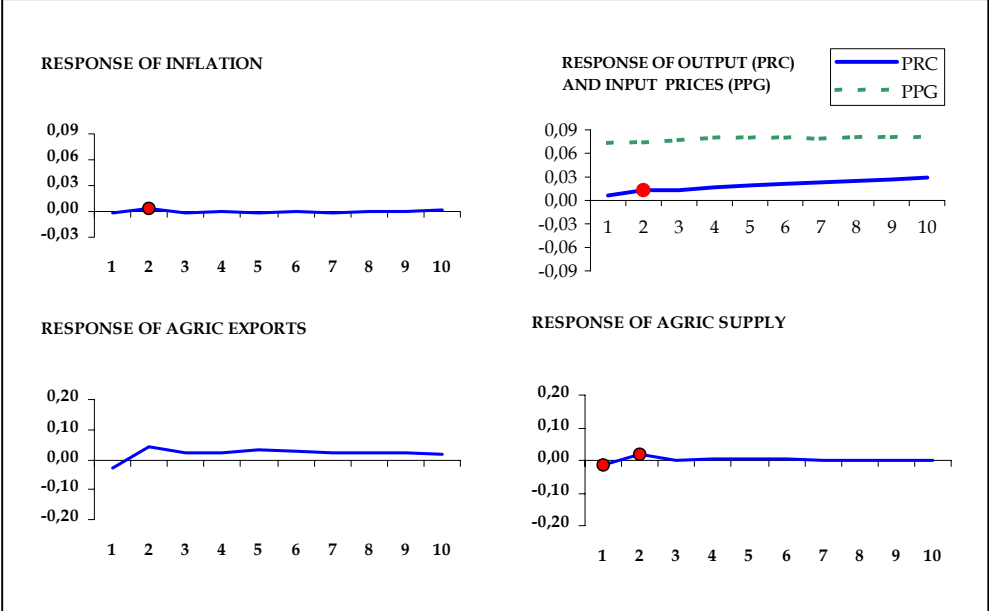 RESPONSE OF INFLATION
0,09
0,06
0,03
0,00
-0,03
1 2 3 4 5 6 7 8 9 10
RESPONSE OF OUTPUT (PRC)
AND INPUT PRICES (PPG)
PRC
PPG
0,09
0,06
0,03
0,00
-0,03
-0,06
-0,09
1 2 3 4 5 6 7 8 9 10
RESPONSE OF AGRIC EXPORTS
0,20
0,10
0,00
-0,10
-0,20
1 2 3 4 5 6 7 8 9 10
RESPONSE OF AGRIC SUPPLY
0,20
0,10
0,00
-0,10
-0,20
1 2 3 4 5 6 7 8 9 10